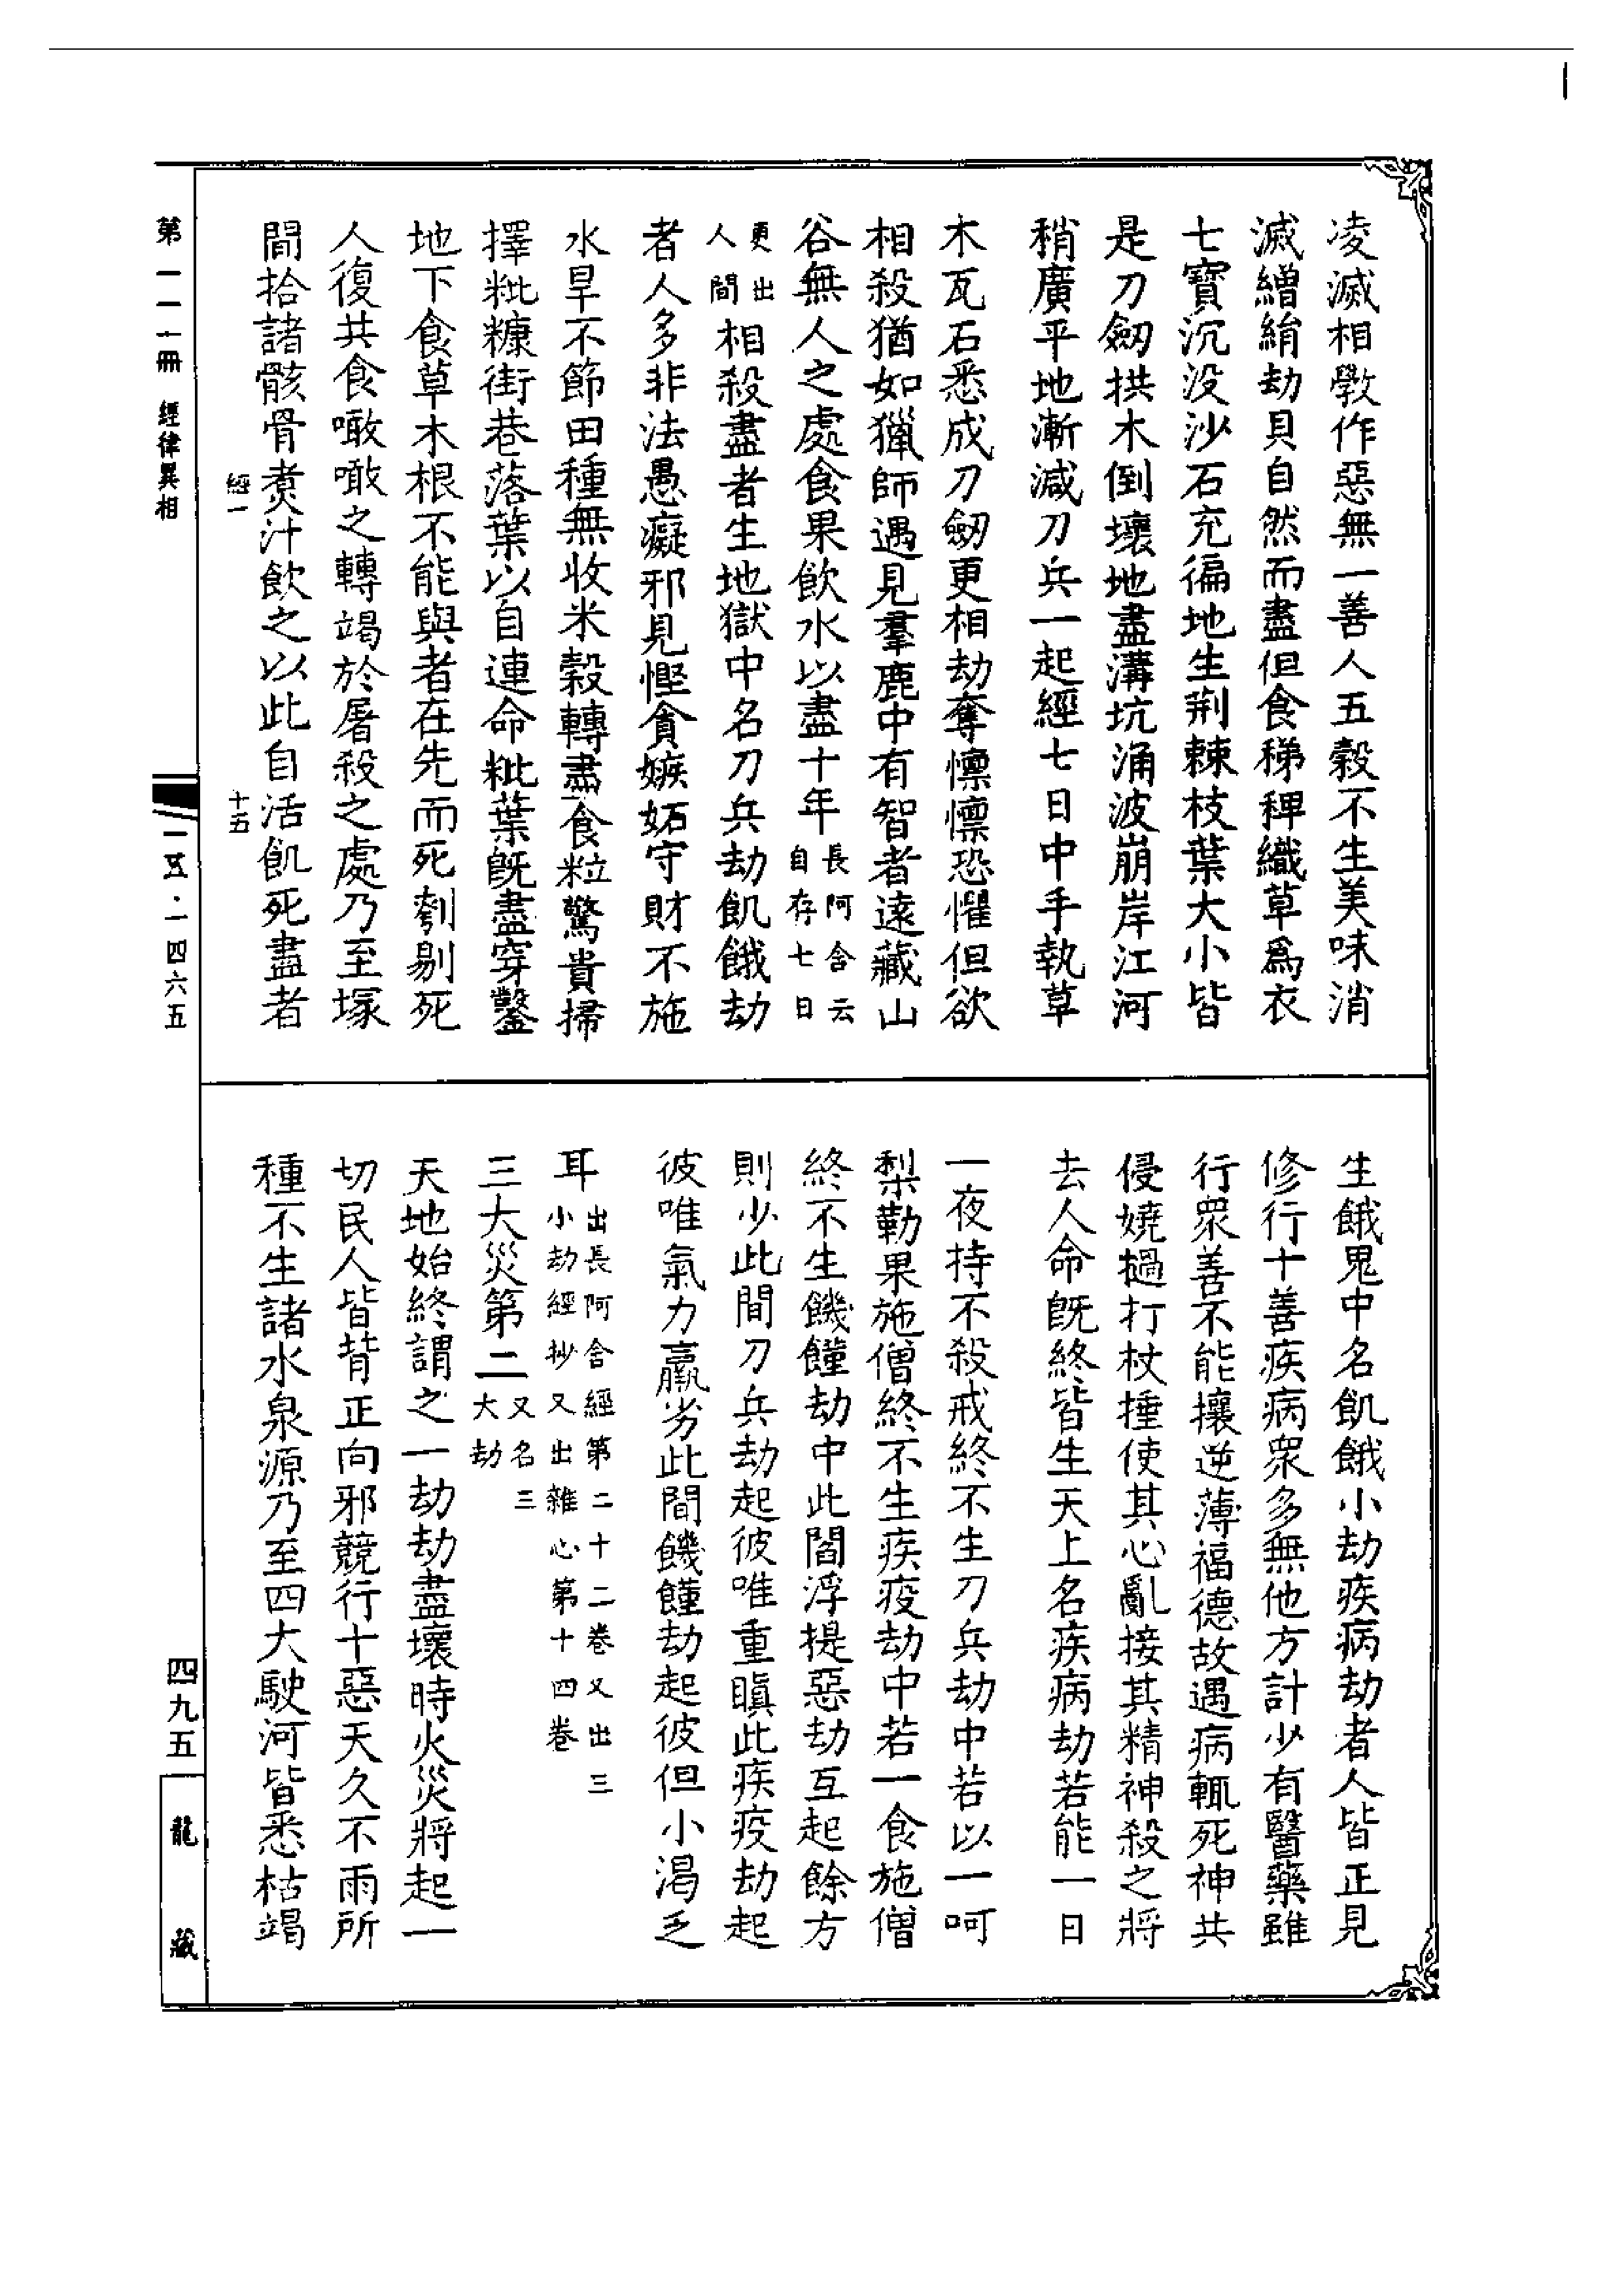 凌滅相斆作惡無一善人五穀不生美味消
滅繒絹劫貝自然而盡但食稊稗織草爲衣
七寶沉没沙石充徧地生荆棘枝葉大小皆
是刀劒拱木倒壞地盡溝坑涌波崩岸江河
稍廣平地漸減刀兵一起經七日中手執草
木瓦石悉成刀劒更相劫奪懍懍恐懼但欲
相殺猶如獵師遇見羣鹿中有智者遠藏山
谷無人之處食果飲水以盡十年長阿含云自存七日
更出人間相殺盡者生地獄中名刀兵劫飢餓劫
者人多非法愚癡邪見慳貪嫉妬守財不施
水旱不節田種無收米穀轉盡食粒驚貴掃
擇粃糠街巷落葉以自連命粃葉旣盡穿鑿
地下食草木根不能與者在先而死刳剔死
人復共食噉噉之轉竭於屠殺之處乃至塚
間拾諸骸骨煑汁飲之以此自活飢死盡者
經一 十五
生餓鬼中名飢餓小劫疾病劫者人皆正見
修行十善疾病衆多無他方計少有醫藥雖
行衆善不能攘逆薄福德故遇病輒死神共
侵嬈撾打杖捶使其心亂接其精神殺之將
去人命旣終皆生天上名疾病劫若能一日
一夜持不殺戒終不生刀兵劫中若以一呵
梨勒果施僧終不生疾疫劫中若一食施僧
終不生饑饉劫中此閻浮提惡劫互起餘方
則少此間刀兵劫起彼唯重瞋此疾疫劫起
彼唯氣力羸劣此間饑饉劫起彼但小渴乏
耳出長阿含經第二十二卷又出三小劫經抄又出雜心第十四卷
三大災第二又名三大劫
天地始終謂之一劫劫盡壞時火災將起一
切民人皆背正向邪競行十惡天久不雨所
種不生諸水泉源乃至四大駛河皆悉枯竭
第一一一冊 經律異相
一五·一四六五
四九五
龍藏